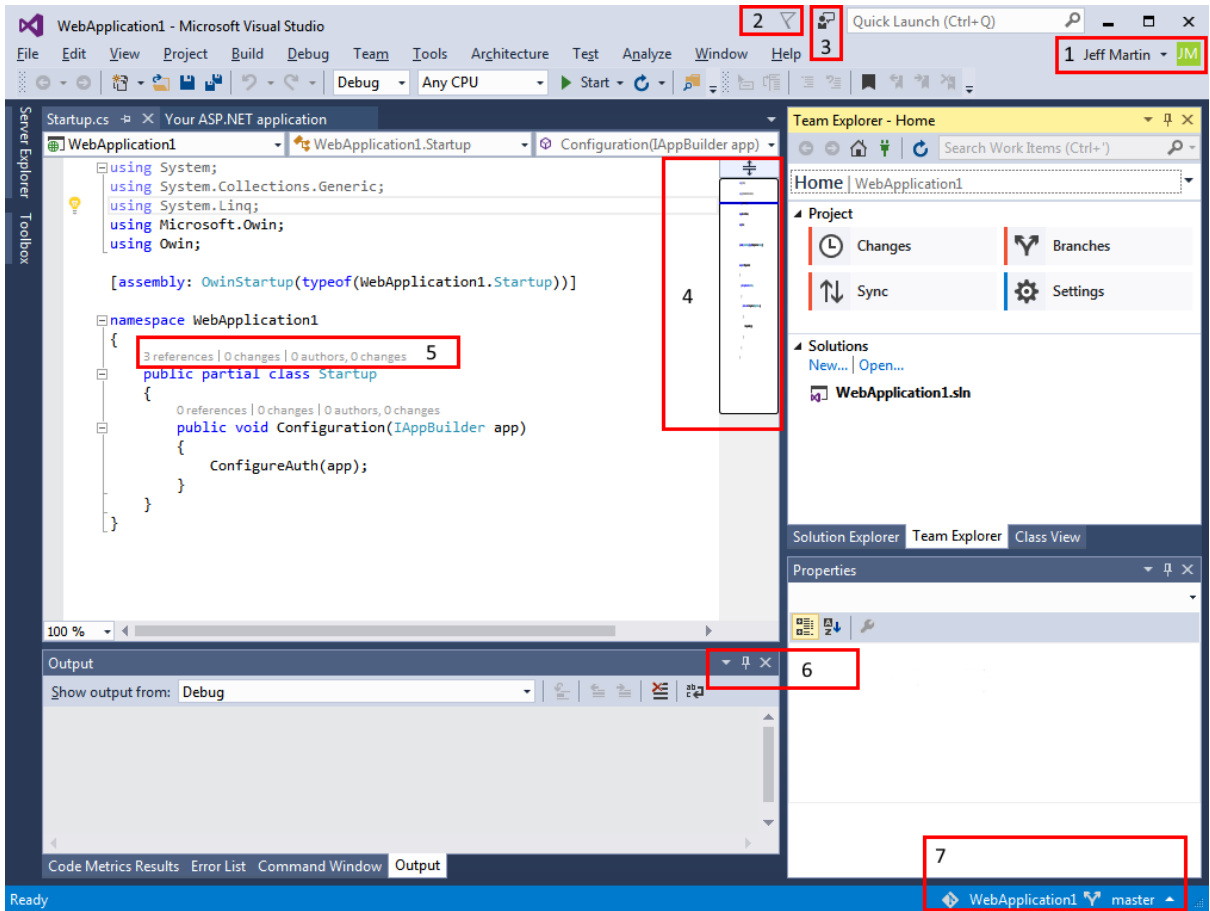 WebApplication1 - Microsoft Visual Studio
2
3
Quick Launch (Ctrl+Q)
File Edit View Project Build Debug Team Tools Architecture Test Analyze Window Help
1 Jeff Martin JM
Debug Any CPU Start
Server Explorer
Toolbox
Startup.cs Your ASP.NET application
WebApplication1 WebApplication1.Startup Configuration(IAppBuilder app)
using System;
using System.Collections.Generic;
using System.Linq;
using Microsoft.Owin;
using Owin;
[assembly: OwinStartup(typeof(WebApplication1.Startup))]
4
namespace WebApplication1
{
3 references | 0 changes | 0 authors, 0 changes 5
public partial class Startup
{
0 references | 0 changes | 0 authors, 0 changes
public void Configuration(IAppBuilder app)
{
ConfigureAuth(app);
}
}
}
100 %
Team Explorer - Home
Search Work Items (Ctrl+')
Home | WebApplication1
Project
Changes Branches
Sync Settings
Solutions
New... | Open...
WebApplication1.sln
Solution Explorer Team Explorer Class View
Properties
Output
6
Show output from: Debug
Code Metrics Results Error List Command Window Output
7
Ready WebApplication1 master